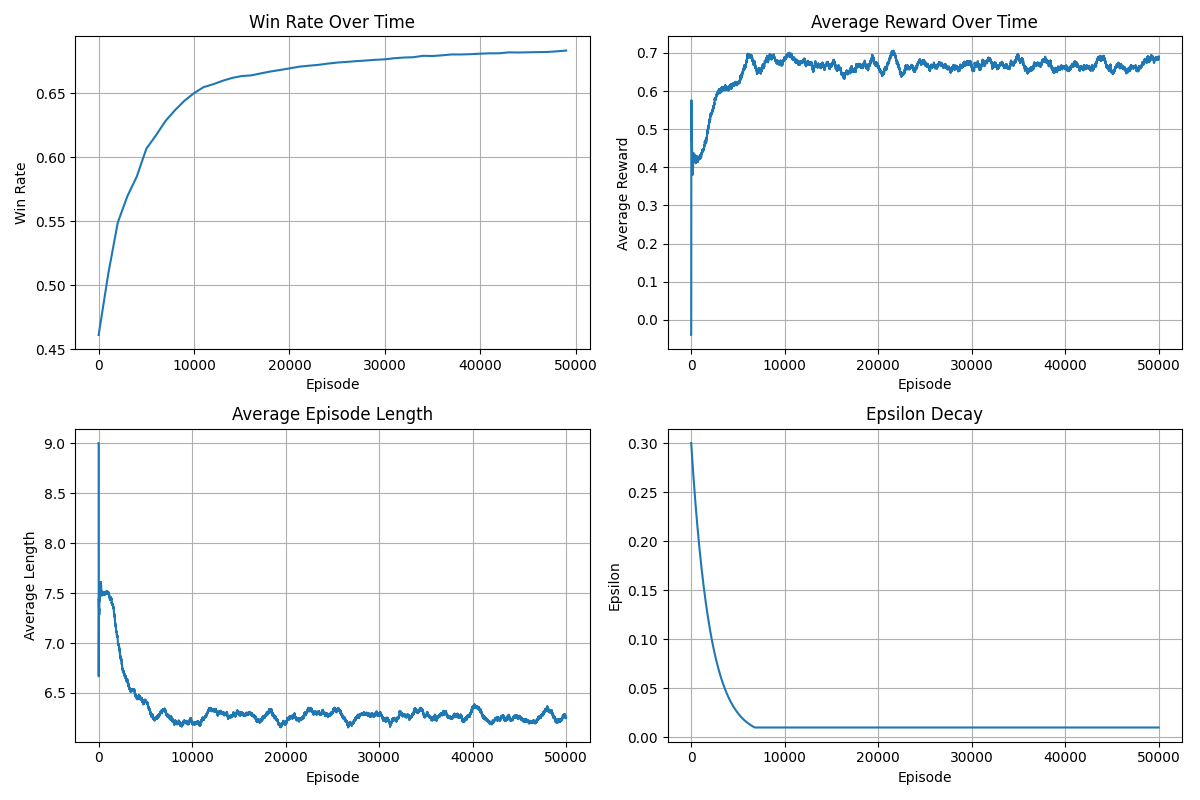 Win Rate Over Time
Win Rate
0.65
0.60
0.55
0.50
0.45
0 10000 20000 30000 40000 50000
Episode
Average Reward Over Time
Average Reward
0.7
0.6
0.5
0.4
0.3
0.2
0.1
0.0
0 10000 20000 30000 40000 50000
Episode
Average Episode Length
Average Length
9.0
8.5
8.0
7.5
7.0
6.5
0 10000 20000 30000 40000 50000
Episode
Epsilon Decay
Epsilon
0.30
0.25
0.20
0.15
0.10
0.05
0.00
0 10000 20000 30000 40000 50000
Episode